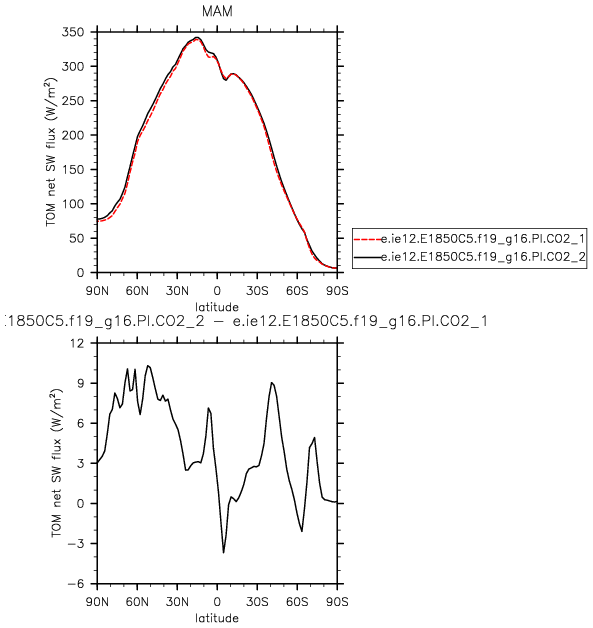 MAM
350
300
250
200
150
100
50
0
TOM net SW flux (W/m²)
90N 60N 30N 0 30S 60S 90S
latitude
e.ie12.E1850C5.f19_g16.PI.CO2_1
e.ie12.E1850C5.f19_g16.PI.CO2_2
:1850C5.f19_g16.PI.CO2_2 – e.ie12.E1850C5.f19_g16.PI.CO2_1
12
9
6
3
0
−3
−6
TOM net SW flux (W/m²)
90N 60N 30N 0 30S 60S 90S
latitude